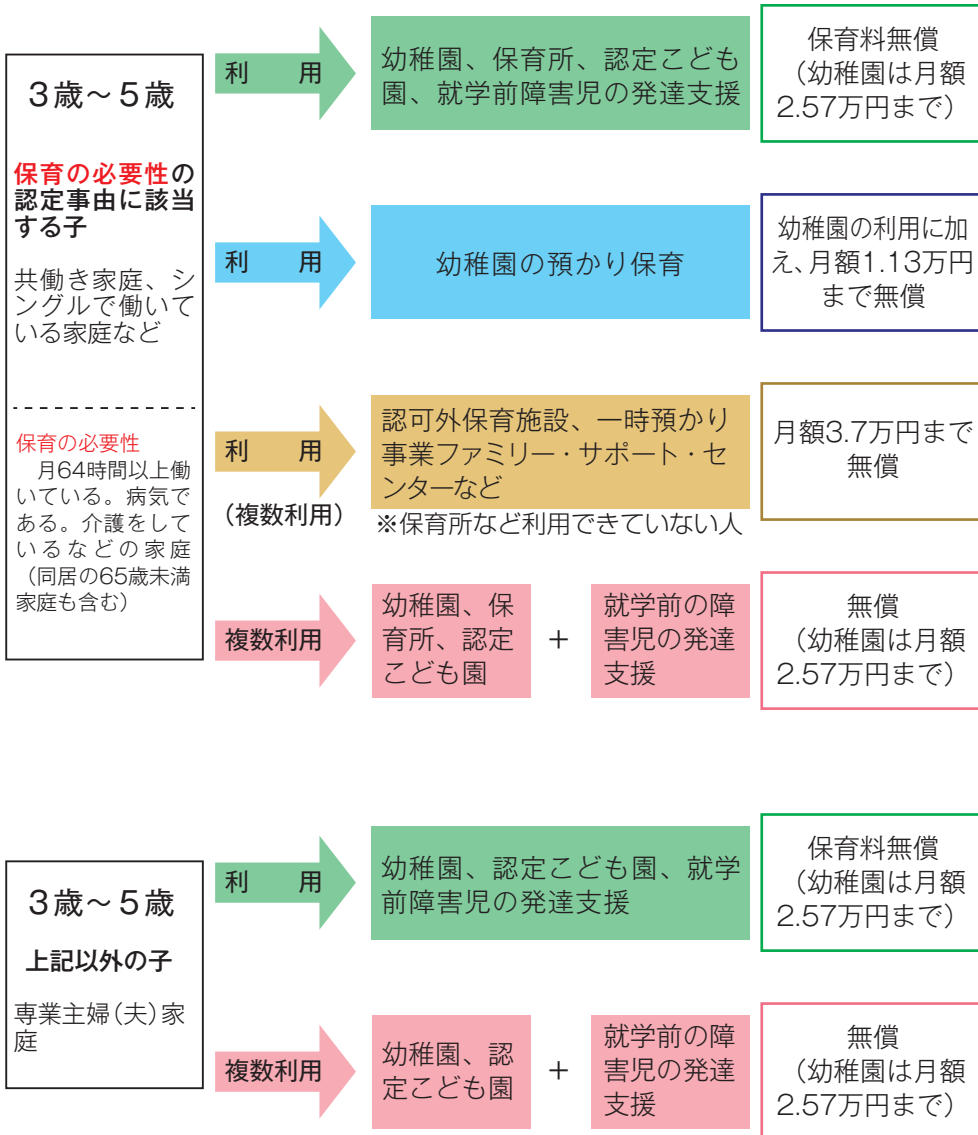 3歳〜5歳
保育の必要性の
認定事由に該当
する子
共働き家庭、シ
ングルで働いて
いる家庭など
保育の必要性
月64時間以上働
いている。病気で
ある。介護をして
いるなどの家庭
(同居の65歳未満
家庭も含む)
利　用
幼稚園、保育所、認定こども
園、就学前障害児の発達支援
保育料無償
(幼稚園は月額
2.57万円まで)
利　用
幼稚園の預かり保育
幼稚園の利用に加
え、月額1.13万円
まで無償
利　用
(複数利用)
認可外保育施設、一時預かり
事業ファミリー・サポート・セ
ンターなど
※保育所など利用できていない人
月額3.7万円まで
無償
複数利用
幼稚園、保
育所、認定
こども園
+
就学前の障
害児の発達
支援
無償
(幼稚園は月額
2.57万円まで)
3歳〜5歳
上記以外の子
専業主婦(夫)家
庭
利　用
幼稚園、認定こども園、就学
前障害児の発達支援
保育料無償
(幼稚園は月額
2.57万円まで)
複数利用
幼稚園、認
定こども園
+
就学前の障
害児の発達
支援
無償
(幼稚園は月額
2.57万円まで)